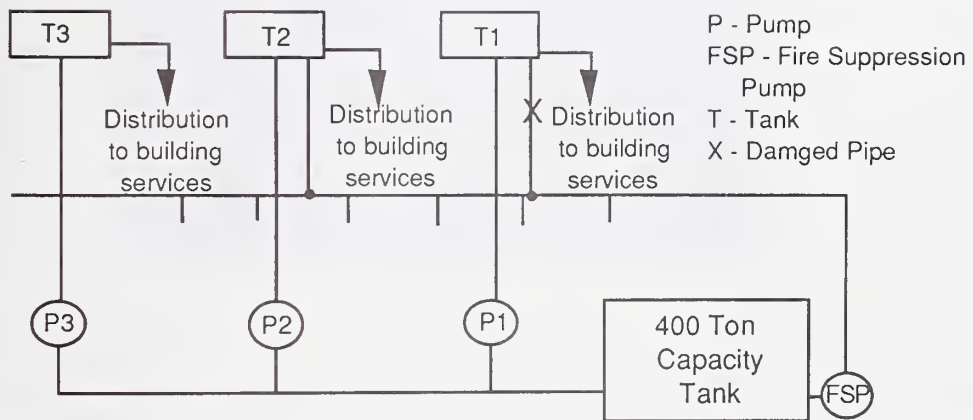 T3
T2
T1
P - Pump
FSP - Fire Suppression
Pump
T - Tank
X - Damged Pipe
Distribution
to building
services
Distribution
to building
services
X
Distribution
to building
services
P3
P2
P1
400 Ton
Capacity
Tank
FSP